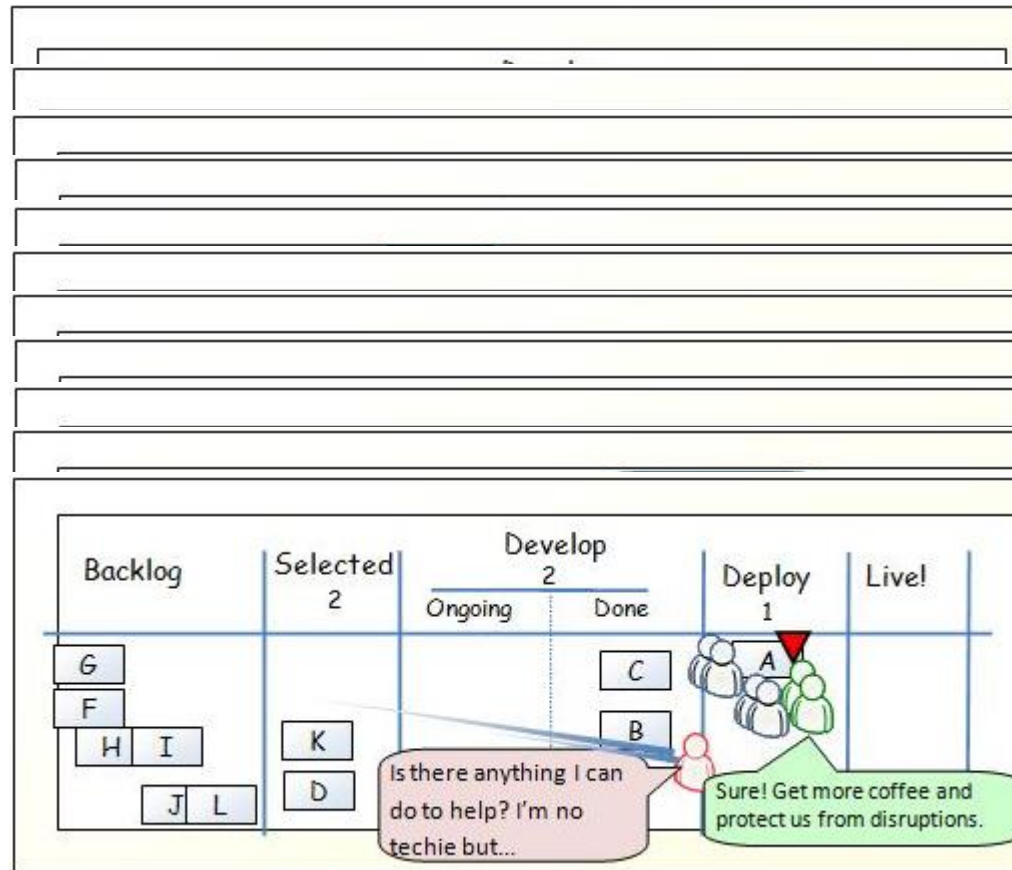 Backlog
Selected
2
Develop
2
Ongoing
Done
Deploy
1
Live!
G
F
H I
J L
K
D
C
B
A
Is there anything I can
do to help? I'm no
techie but...
Sure! Get more coffee and
protect us from disruptions.